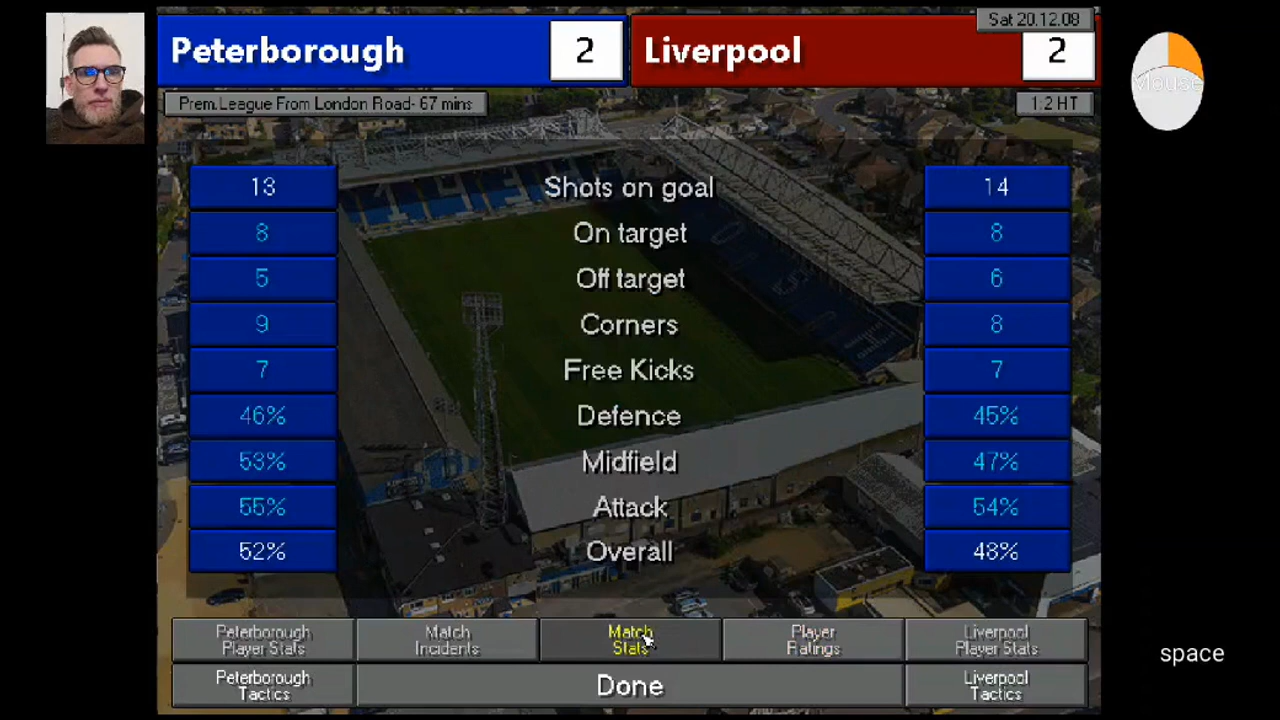 Sat 20.12.08
Peterborough 2 Liverpool 2
Prem.League From London Road- 67 mins 1:2 HT
Mouse
13 Shots on goal 14
8 On target 8
5 Off target 6
9 Corners 8
7 Free Kicks 7
46% Defence 45%
53% Midfield 47%
55% Attack 54%
52% Overall 48%
Peterborough Player Stats
Match Incidents
Match Stats
Player Ratings
Liverpool Player Stats
Peterborough Tactics
Done
Liverpool Tactics
space